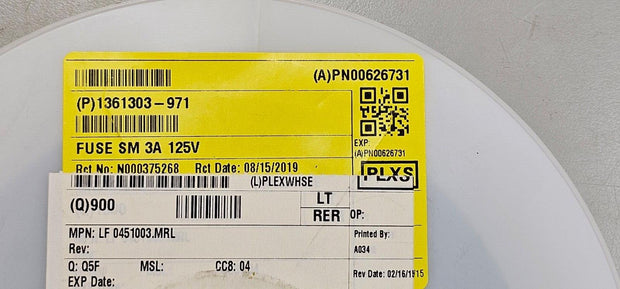 (A)PN00626731
(P)1361303-971
FUSE SM 3A 125V
EXP:
(A)PN00626731
Rct No: N000375268 Rct Date: 08/15/2019
PLXS
(L)PLEXWHSE
(Q)900
LT
RER
OP:
MPN: LF 0451003.MRL
Rev:
Printed By:
A034
Q: Q5F MSL: CC8: 04
EXP Date:
Rev Date: 02/16/1515